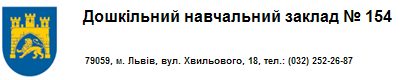 Дошкільний навчальний заклад № 154
79059, м. Львів, вул. Хвильового, 18, тел.: (032) 252-26-87